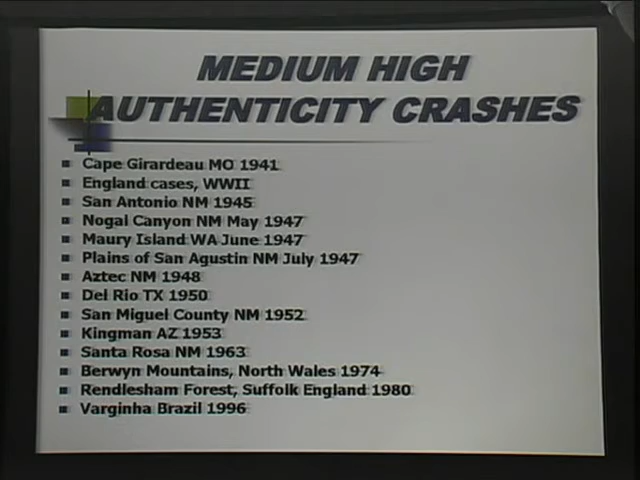 MEDIUM HIGH
AUTHENTICITY CRASHES
Cape Girardeau MO 1941
England cases, WWII
San Antonio NM 1945
Nogal Canyon NM May 1947
Maury Island WA June 1947
Plains of San Agustin NM July 1947
Aztec NM 1948
Del Rio TX 1950
San Miguel County NM 1952
Kingman AZ 1953
Santa Rosa NM 1963
Berwyn Mountains, North Wales 1974
Rendlesham Forest, Suffolk England 1980
Varginha Brazil 1996